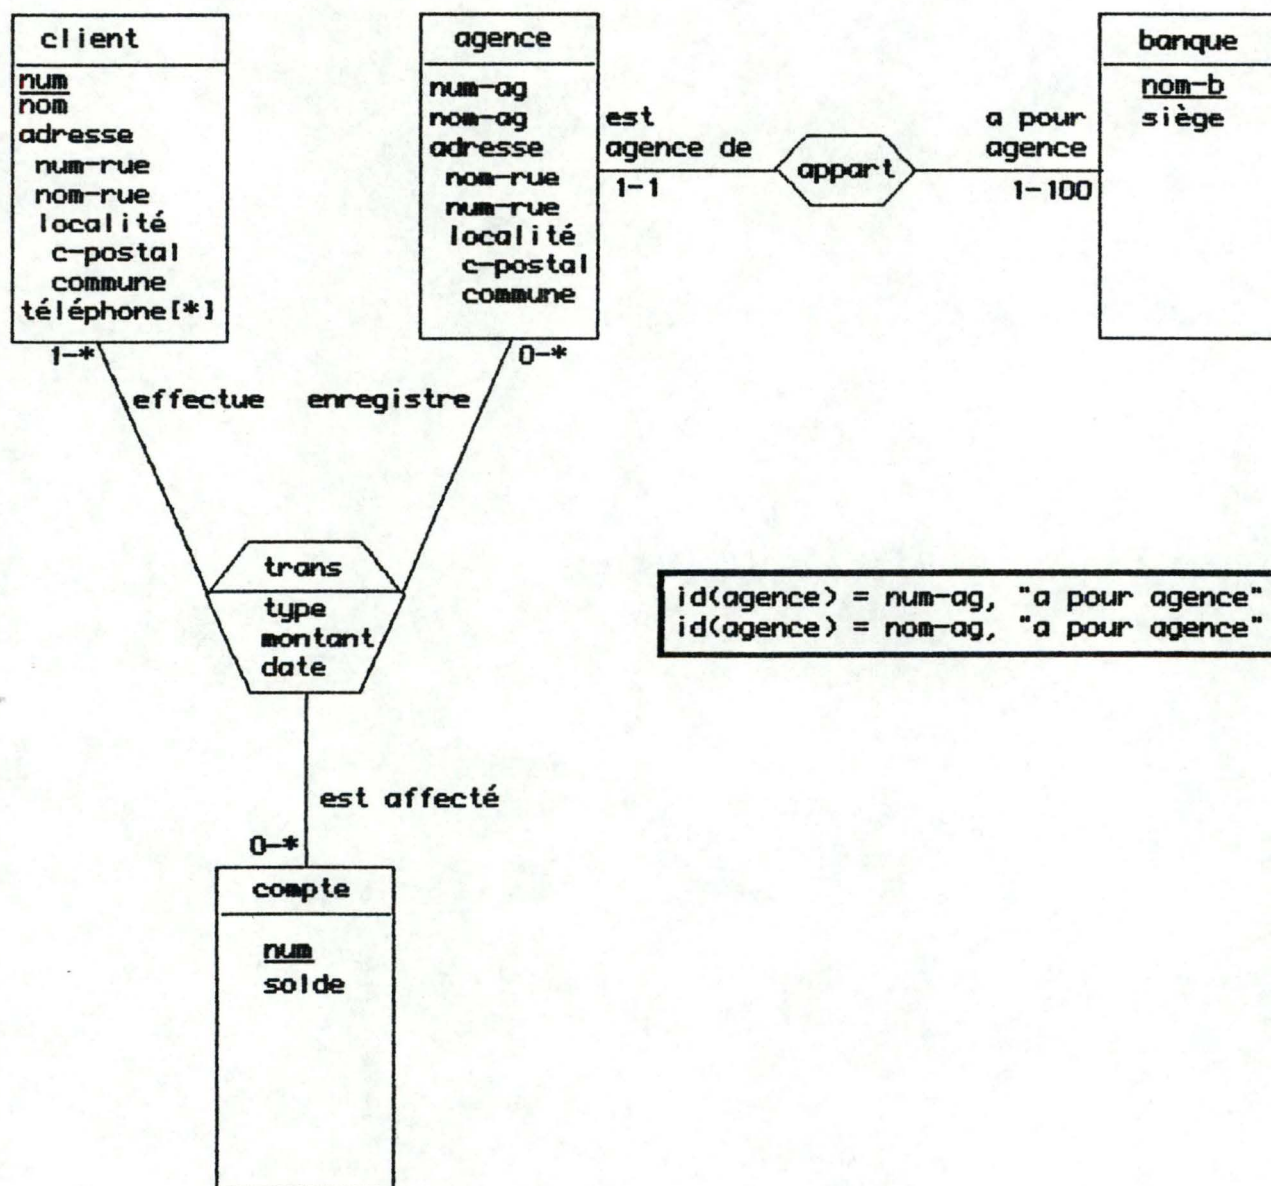 client
num
nom
adresse
num-rue
nom-rue
localité
c-postal
commune
téléphone[*]
1-*
agence
num-ag
nom-ag
adresse
nom-rue
num-rue
localité
c-postal
commune
0-*
est
agence de
1-1
appart
a pour
agence
1-100
banque
nom-b
siège
effectue
enregistre
trans
type
montant
date
id(agence) = num-ag, "a pour agence"
id(agence) = nom-ag, "a pour agence"
est affecté
0-*
compte
num
solde